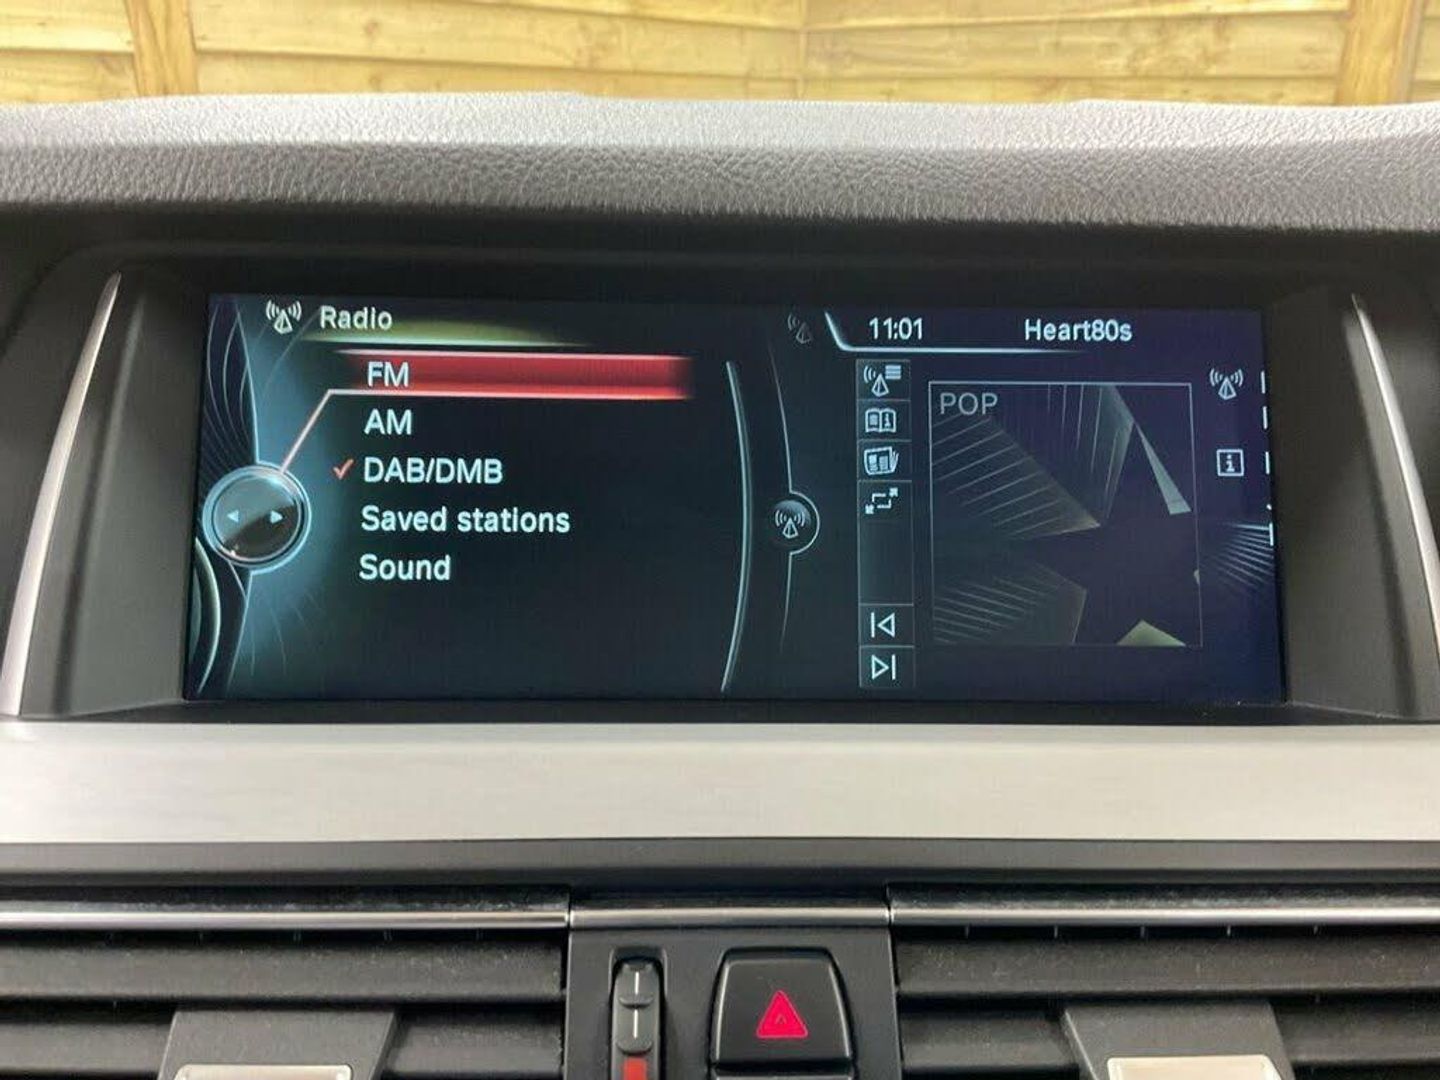 Radio
FM
AM
DAB/DMB
Saved stations
Sound
11:01
Heart80s
POP